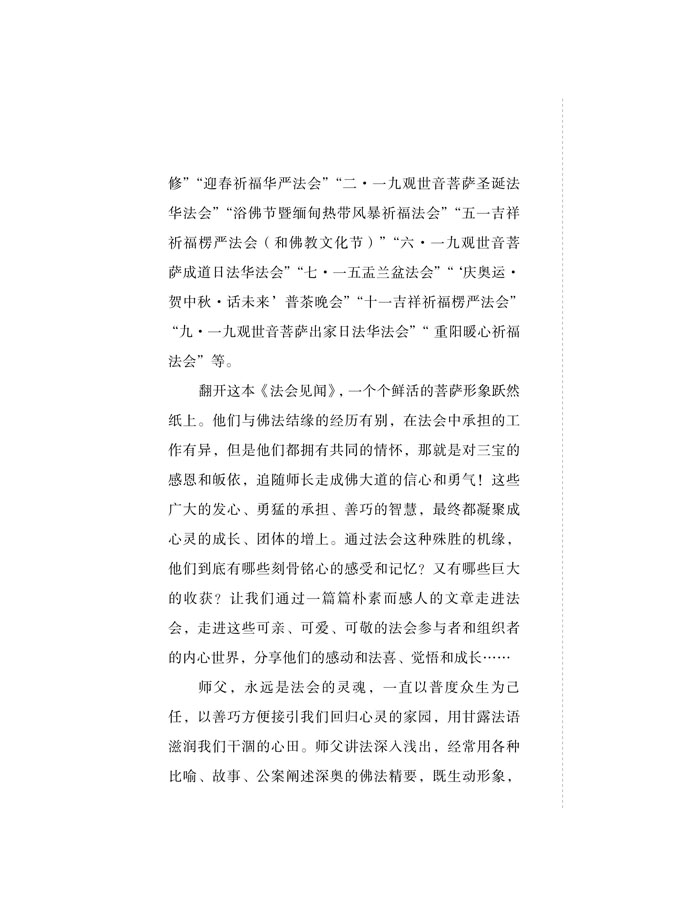 修”“迎春祈福华严法会”“二·一九观世音菩萨圣诞法
华法会”“浴佛节暨缅甸热带风暴祈福法会”“五一吉祥
祈福楞严法会（和佛教文化节）”“六·一九观世音菩
萨成道日法华法会”“七·一五盂兰盆法会”“‘庆奥运·
贺中秋·话未来’普茶晚会”“十一吉祥祈福楞严法会”
“九·一九观世音菩萨出家日法华法会”“重阳暖心祈福
法会”等。
翻开这本《法会见闻》，一个个鲜活的菩萨形象跃然
纸上。他们与佛法结缘的经历有别，在法会中承担的工
作有异，但是他们都拥有共同的情怀，那就是对三宝的
感恩和皈依，追随师长走成佛大道的信心和勇气！这些
广大的发心、勇猛的承担、善巧的智慧，最终都凝聚成
心灵的成长、团体的增上。通过法会这种殊胜的机缘，
他们到底有哪些刻骨铭心的感受和记忆？又有哪些巨大
的收获？让我们通过一篇篇朴素而感人的文章走进法
会，走进这些可亲、可爱、可敬的法会参与者和组织者
的内心世界，分享他们的感动和法喜、觉悟和成长……
师父，永远是法会的灵魂，一直以普度众生为己
任，以善巧方便接引我们回归心灵的家园，用甘露法语
滋润我们干涸的心田。师父讲法深入浅出，经常用各种
比喻、故事、公案阐述深奥的佛法精要，既生动形象，